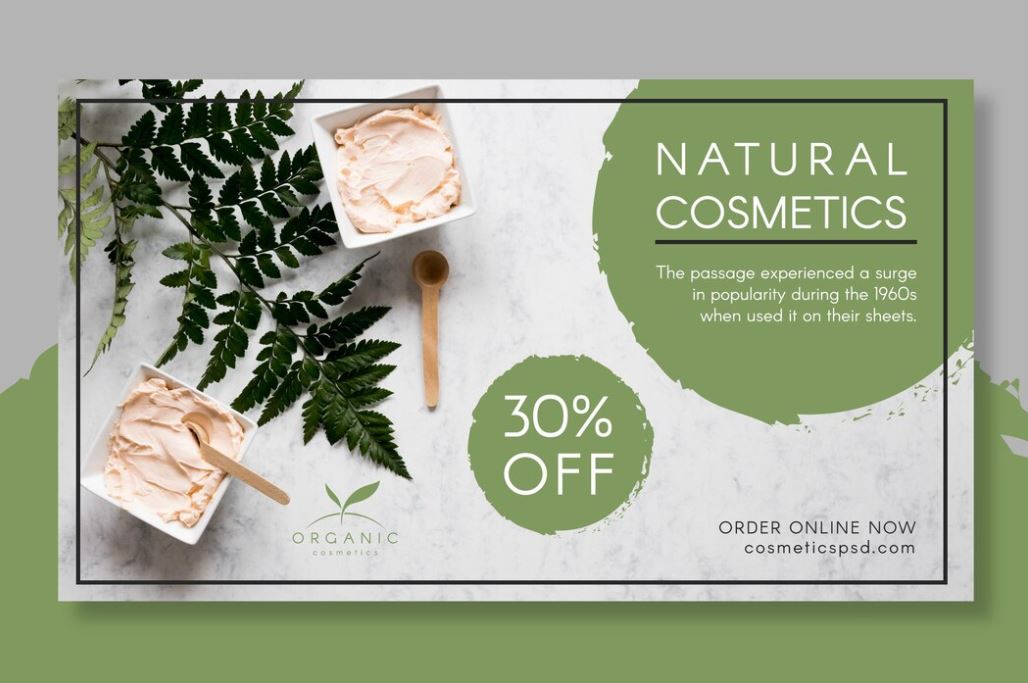 NATURAL
COSMETICS
The passage experienced a surge
in popularity during the 1960s
when used it on their sheets.
30%
OFF
ORGANIC
cosmetics
ORDER ONLINE NOW
cosmeticspsd.com